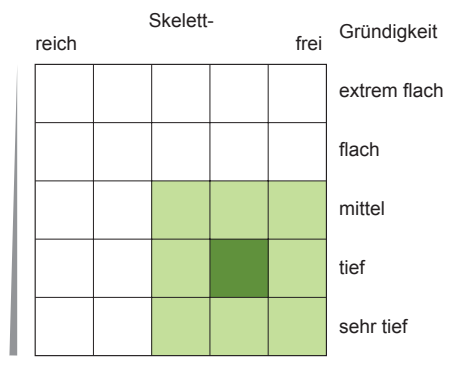 Skelett-
reich frei
Gründigkeit
extrem flach
flach
mittel
tief
sehr tief